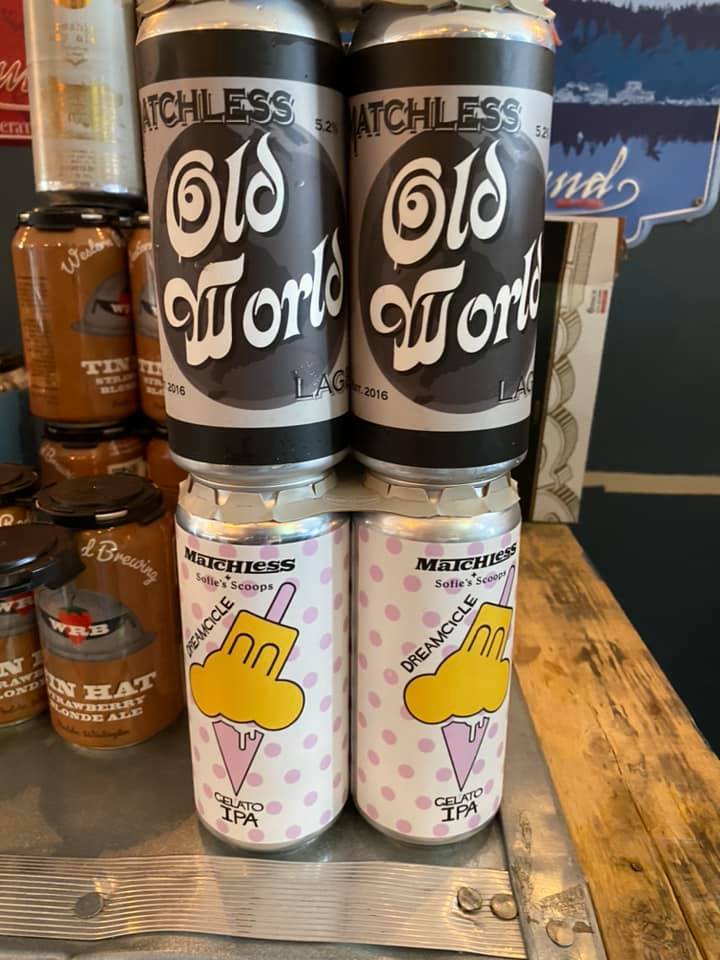 MATCHLESS
5.2%
Old
World
2016
LAG
MATCHLESS
5.2
Old
World
EST. 2016
LAG
MATCHLESS
+
Sofie's Scoops
DREAMCICLE
GELATO
IPA
MATCHLESS
+
Sofie's Scoops
DREAMCICLE
GELATO
IPA
d Brewing
WRB
TIN HAT
STRAWBERRY
BLONDE ALE
TIN
nd